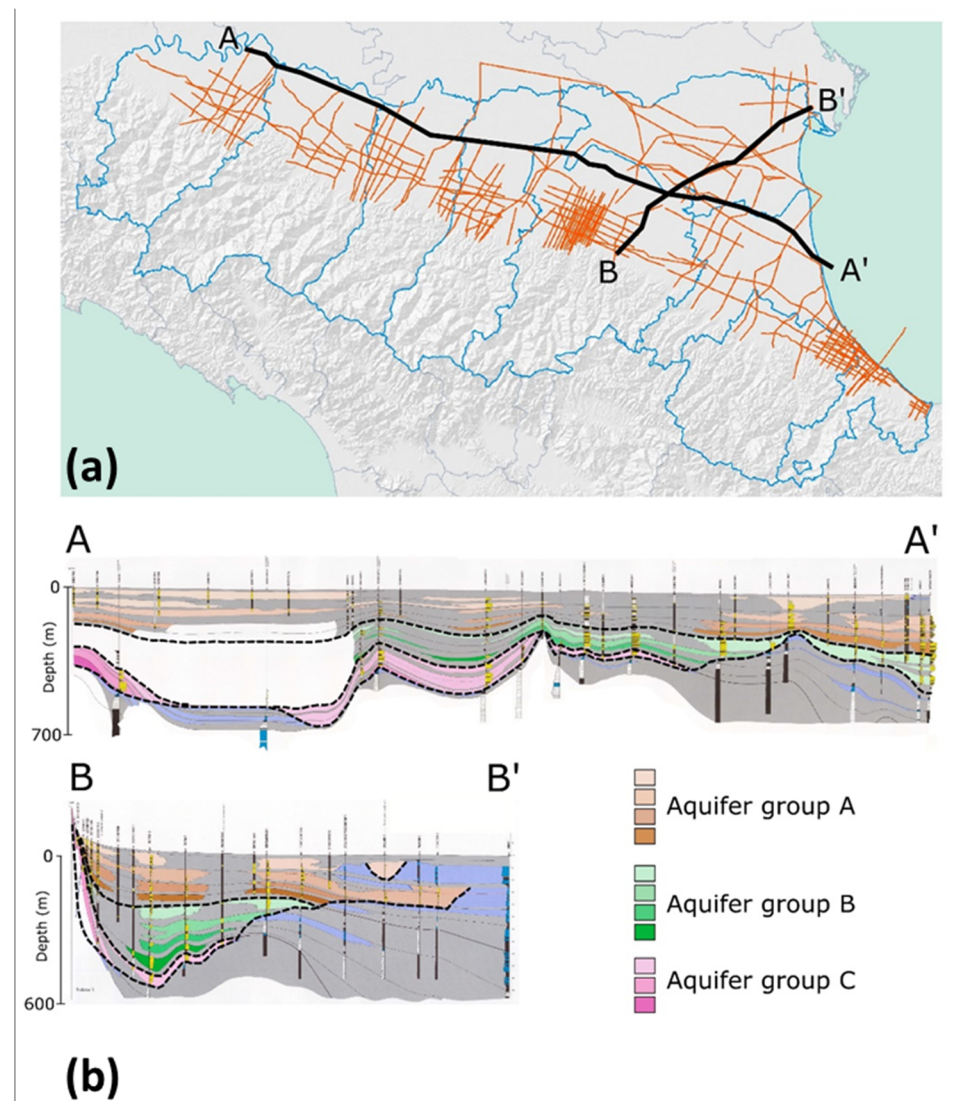 A
B'
B
A'
(a)
A
A'
0
Depth (m)
700
B
B'
0
Depth (m)
600
Aquifer group A
Aquifer group B
Aquifer group C
(b)